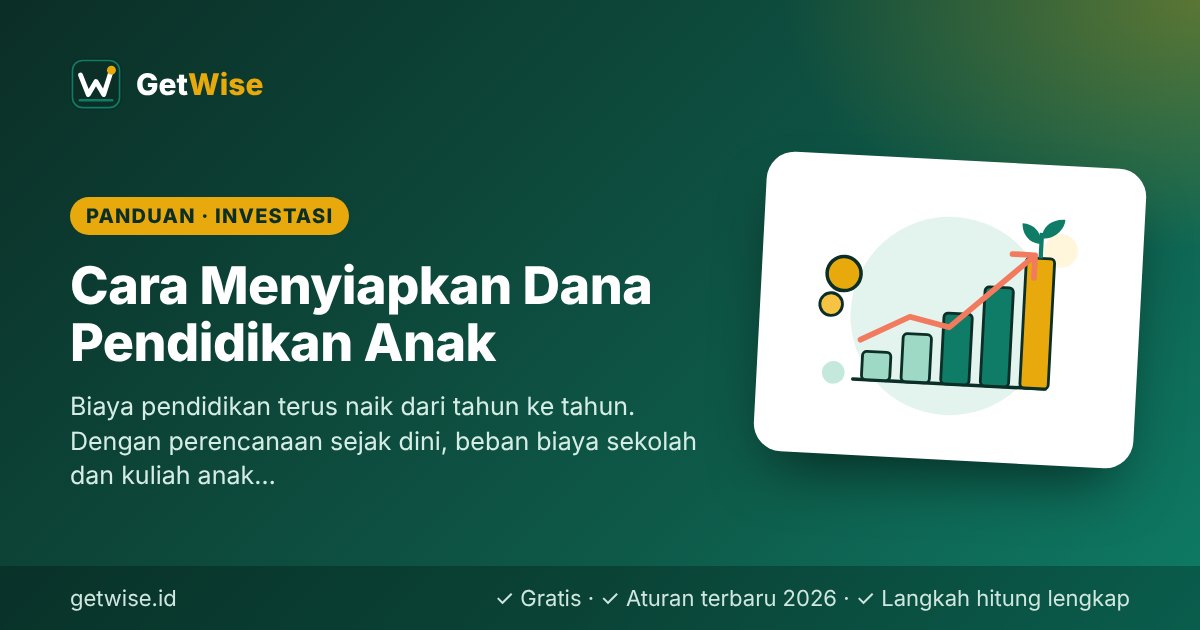 GetWise
PANDUAN · INVESTASI
Cara Menyiapkan Dana
Pendidikan Anak
Biaya pendidikan terus naik dari tahun ke tahun.
Dengan perencanaan sejak dini, beban biaya sekolah
dan kuliah anak...
getwise.id
✓ Gratis · ✓ Aturan terbaru 2026 · ✓ Langkah hitung lengkap